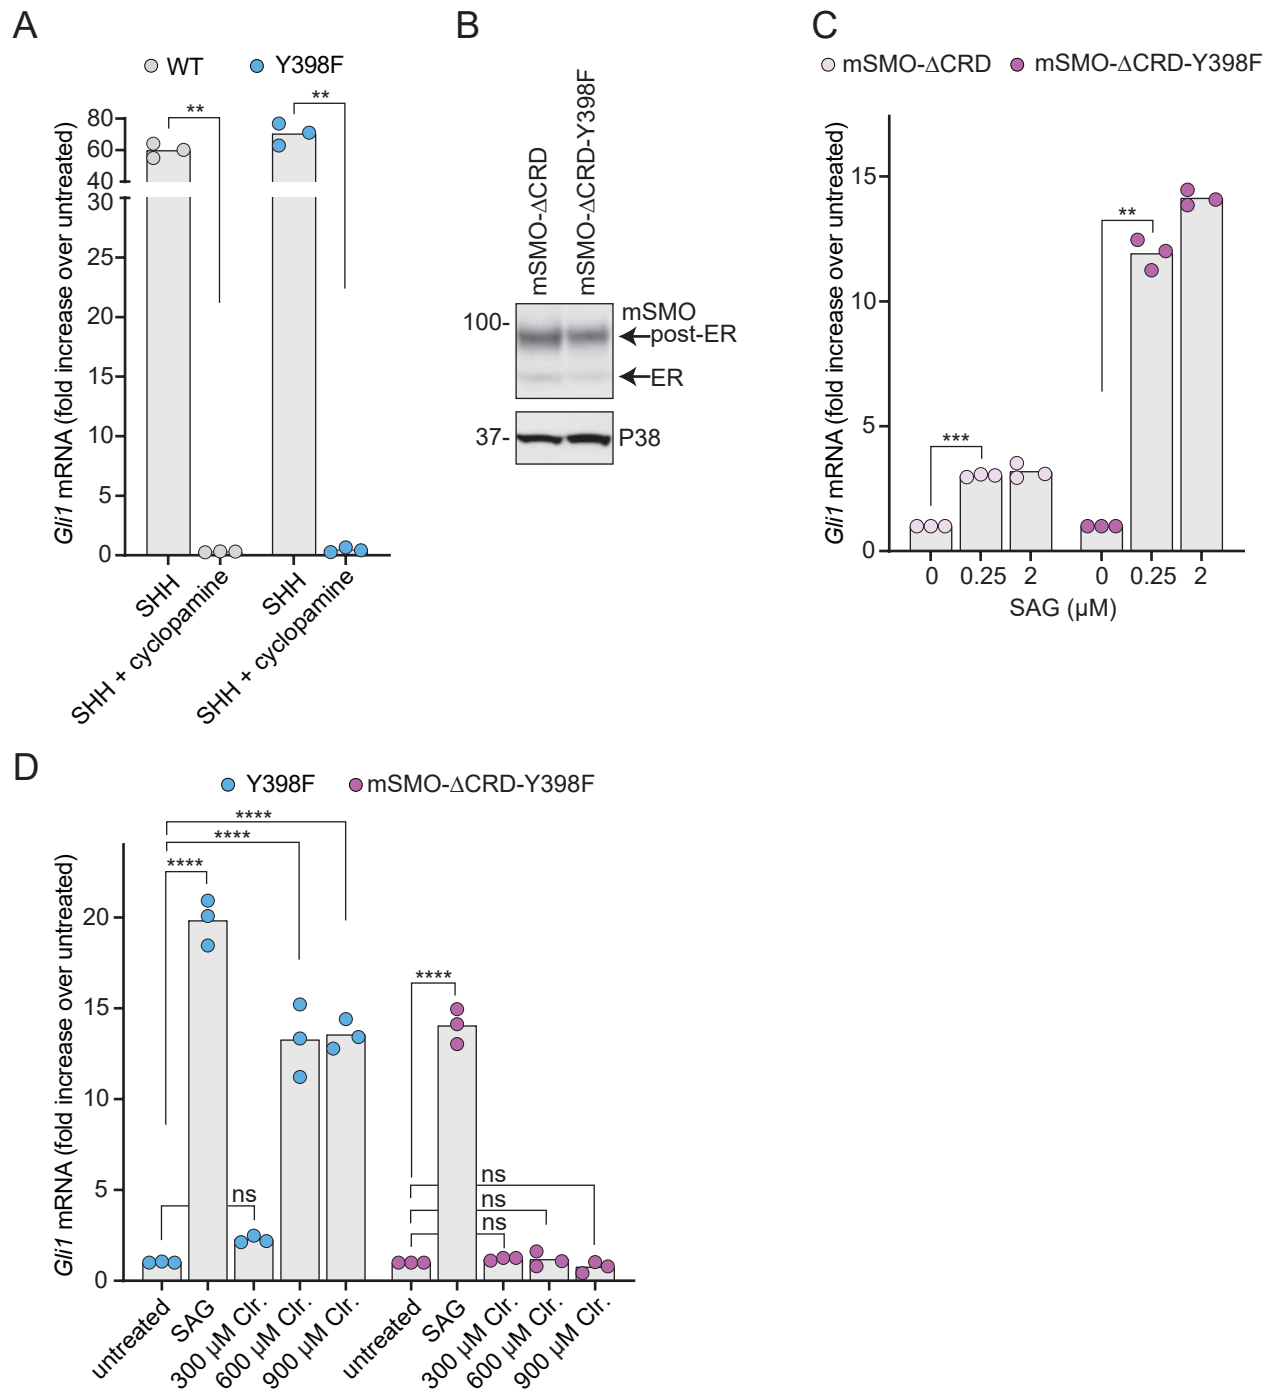 A
WT
Y398F
**
**
Gli1 mRNA (fold increase over untreated)
80
60
40
30
25
20
15
10
5
0
SHH
SHH + cyclopamine
SHH
SHH + cyclopamine
B
mSMO-ΔCRD
mSMO-ΔCRD-Y398F
100-
mSMO
post-ER
ER
37-
P38
C
mSMO-ΔCRD
mSMO-ΔCRD-Y398F
Gli1 mRNA (fold increase over untreated)
15
10
5
0
***
**
0
0.25
2
0
0.25
2
SAG (µM)
D
Y398F
mSMO-ΔCRD-Y398F
Gli1 mRNA (fold increase over untreated)
20
15
10
5
0
****
****
****
ns
****
ns
ns
ns
untreated
SAG
300 µM Clr.
600 µM Clr.
900 µM Clr.
untreated
SAG
300 µM Clr.
600 µM Clr.
900 µM Clr.